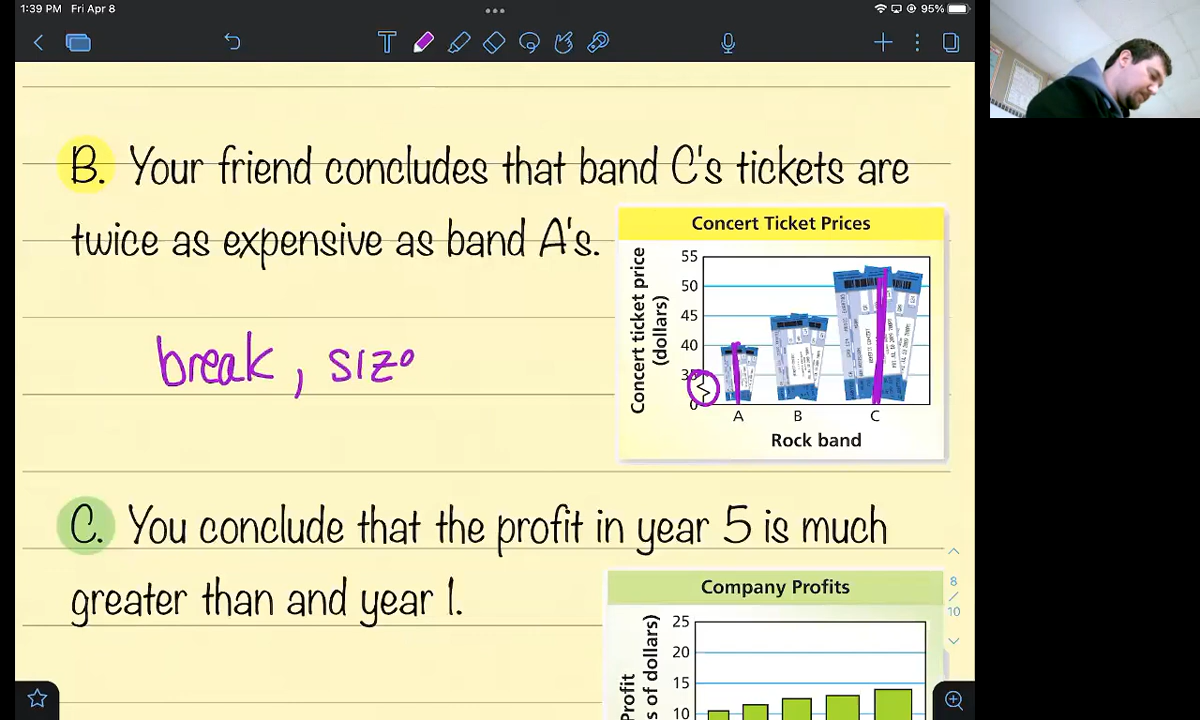 1:39 PM Fri Apr 8
95%
B. Your friend concludes that band C's tickets are
twice as expensive as band A's.
break, size
Concert Ticket Prices
Concert ticket price
(dollars)
55
50
45
40
0
A B C
Rock band
C. You conclude that the profit in year 5 is much
greater than and year 1.
Company Profits
Profit
s of dollars)
25
20
15
10
8
/
10